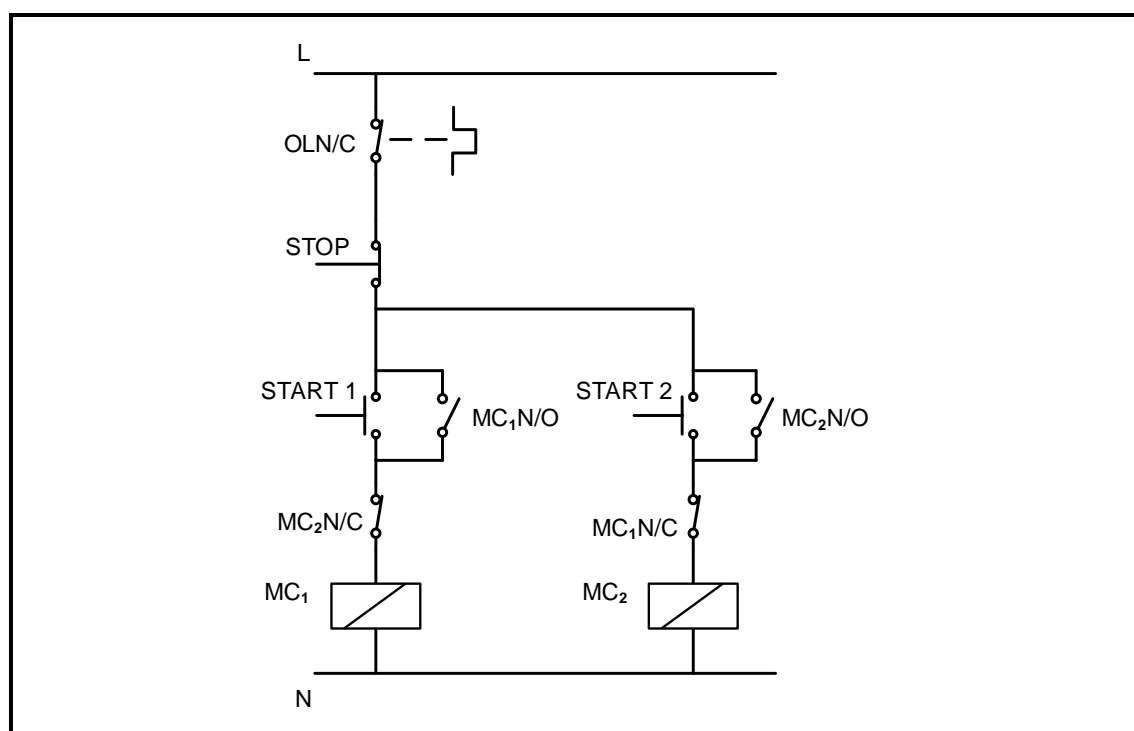 L
OLN/C
STOP
START 1
MC₁N/O
START 2
MC₂N/O
MC₂N/C
MC₁N/C
MC₁
MC₂
N